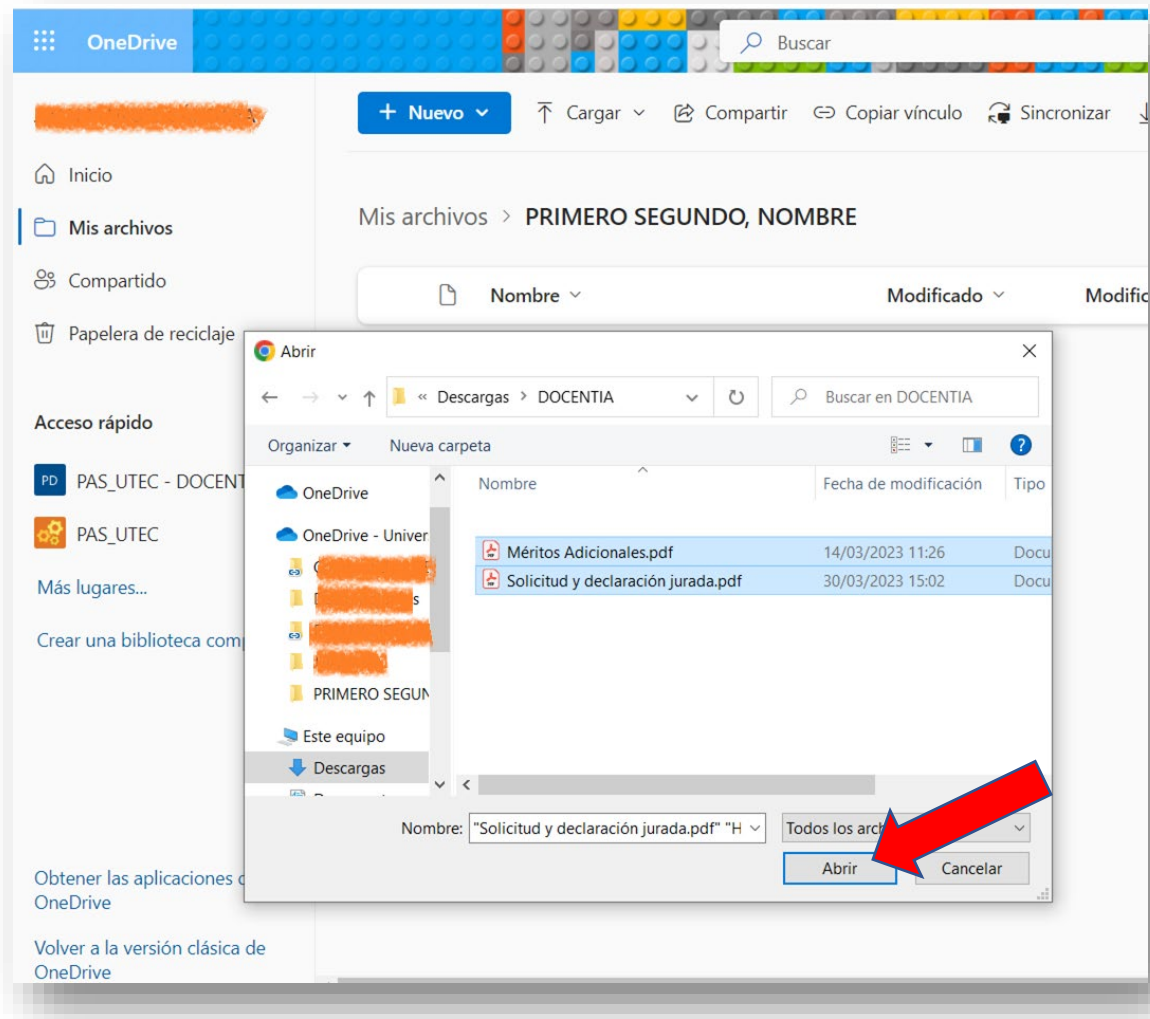 OneDrive
Buscar
+ Nuevo
Cargar
Compartir
Copiar vínculo
Sincronizar
Inicio
Mis archivos
Compartido
Papelera de reciclaje
Acceso rápido
PD PAS_UTEC - DOCENT
PAS_UTEC
Más lugares...
Crear una biblioteca com
Obtener las aplicaciones
OneDrive
Volver a la versión clásica de
OneDrive
Mis archivos > PRIMERO SEGUNDO, NOMBRE
Nombre
Modificado
Modific
Abrir
« Descargas > DOCENTIA
Buscar en DOCENTIA
Organizar
Nueva carpeta
OneDrive
OneDrive - Univer
PRIMERO SEGUN
Este equipo
Descargas
Nombre
Fecha de modificación
Tipo
Méritos Adicionales.pdf 14/03/2023 11:26 Docu
Solicitud y declaración jurada.pdf 30/03/2023 15:02 Docu
Nombre: "Solicitud y declaración jurada.pdf" "H
Todos los arch
Abrir
Cancelar